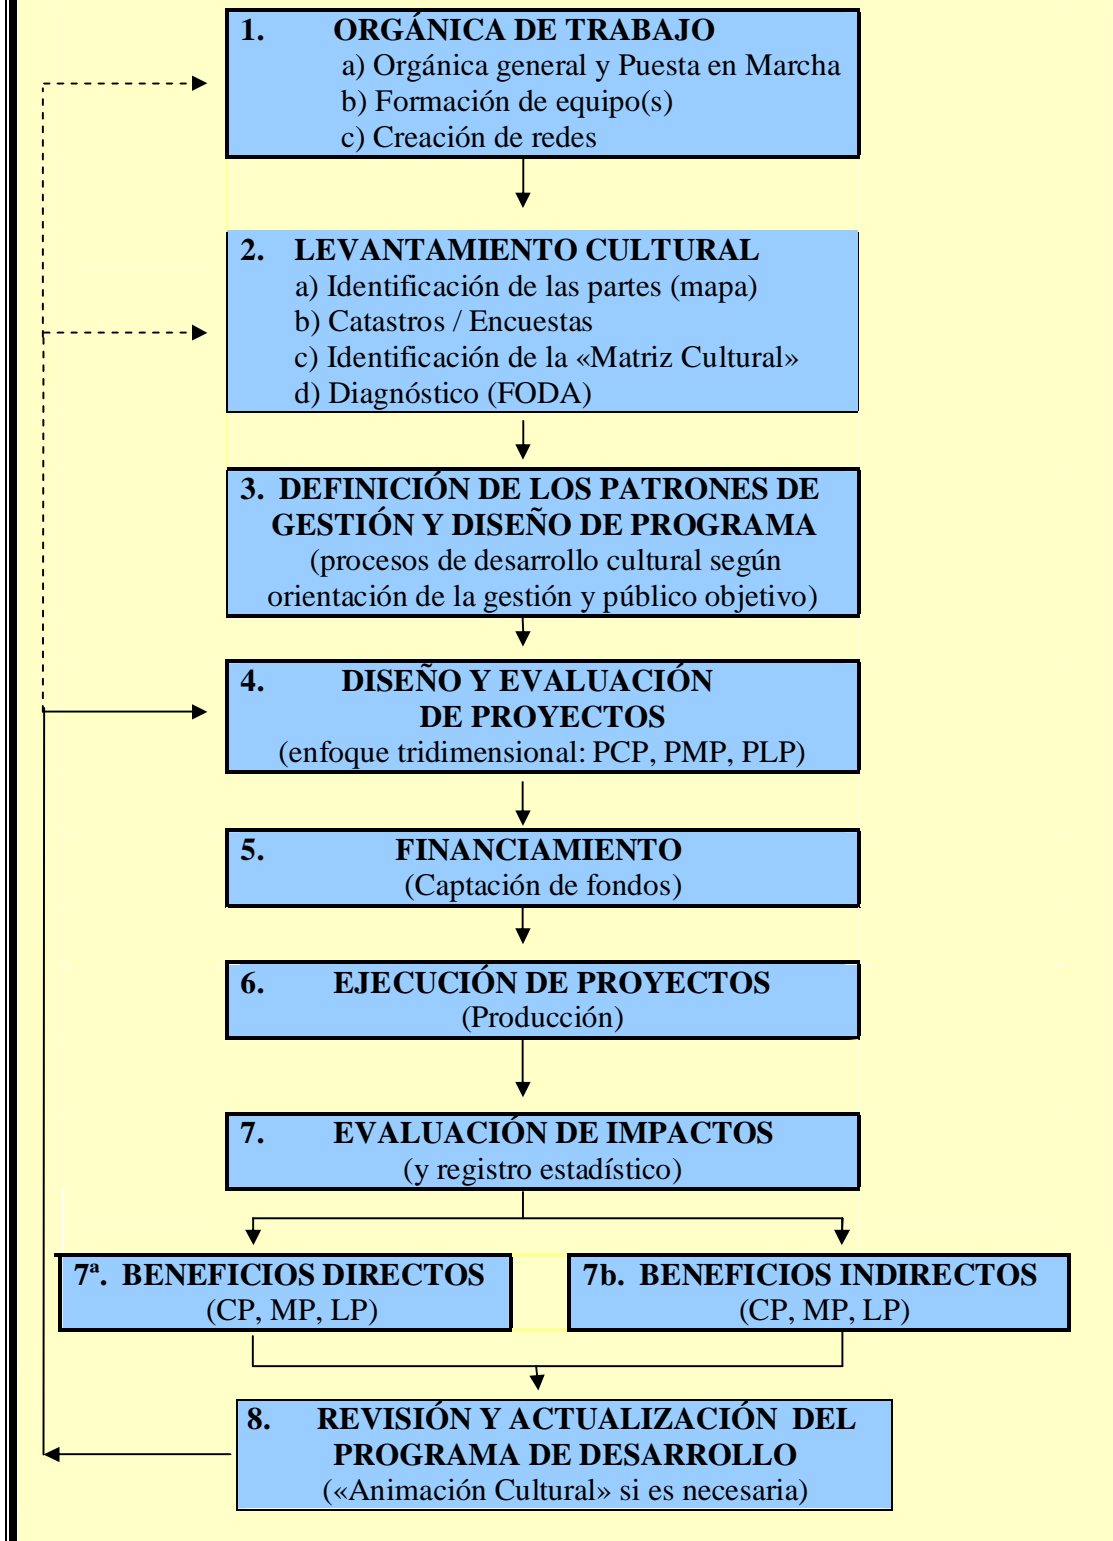 1. ORGÁNICA DE TRABAJO
a) Orgánica general y Puesta en Marcha
b) Formación de equipo(s)
c) Creación de redes
2. LEVANTAMIENTO CULTURAL
a) Identificación de las partes (mapa)
b) Catastros / Encuestas
c) Identificación de la «Matriz Cultural»
d) Diagnóstico (FODA)
3. DEFINICIÓN DE LOS PATRONES DE
GESTIÓN Y DISEÑO DE PROGRAMA
(procesos de desarrollo cultural según
orientación de la gestión y público objetivo)
4. DISEÑO Y EVALUACIÓN
DE PROYECTOS
(enfoque tridimensional: PCP, PMP, PLP)
5. FINANCIAMIENTO
(Captación de fondos)
6. EJECUCIÓN DE PROYECTOS
(Producción)
7. EVALUACIÓN DE IMPACTOS
(y registro estadístico)
7ª. BENEFICIOS DIRECTOS
(CP, MP, LP)
7b. BENEFICIOS INDIRECTOS
(CP, MP, LP)
8. REVISIÓN Y ACTUALIZACIÓN DEL
PROGRAMA DE DESARROLLO
(«Animación Cultural» si es necesaria)